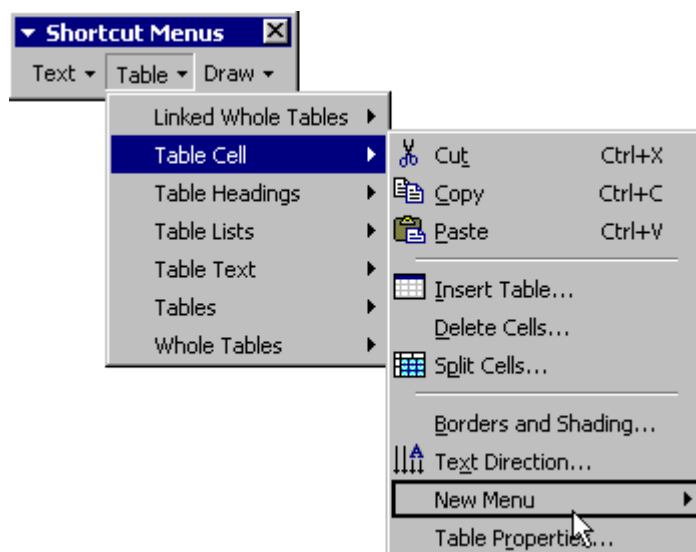 Shortcut Menus
Text Table Draw
Linked Whole Tables
Table Cell
Table Headings
Table Lists
Table Text
Tables
Whole Tables
Cut Ctrl+X
Copy Ctrl+C
Paste Ctrl+V
Insert Table...
Delete Cells...
Split Cells...
Borders and Shading...
Text Direction...
New Menu
Table Properties...